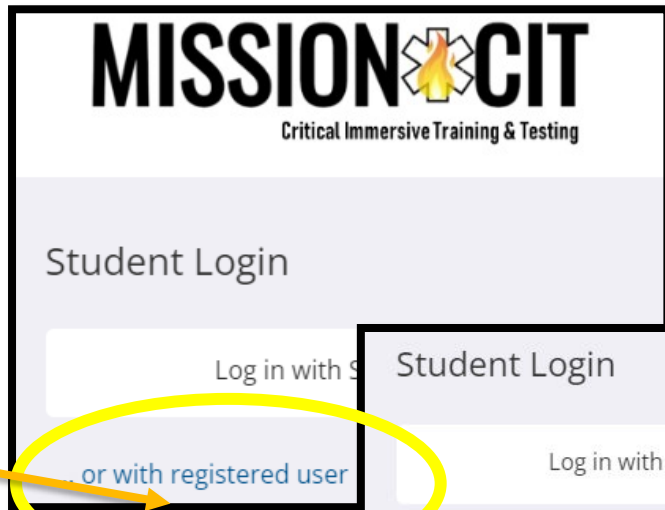 MISSION CIT
Critical Immersive Training & Testing
Student Login
Log in with
Student Login
Log in with
... or with registered user